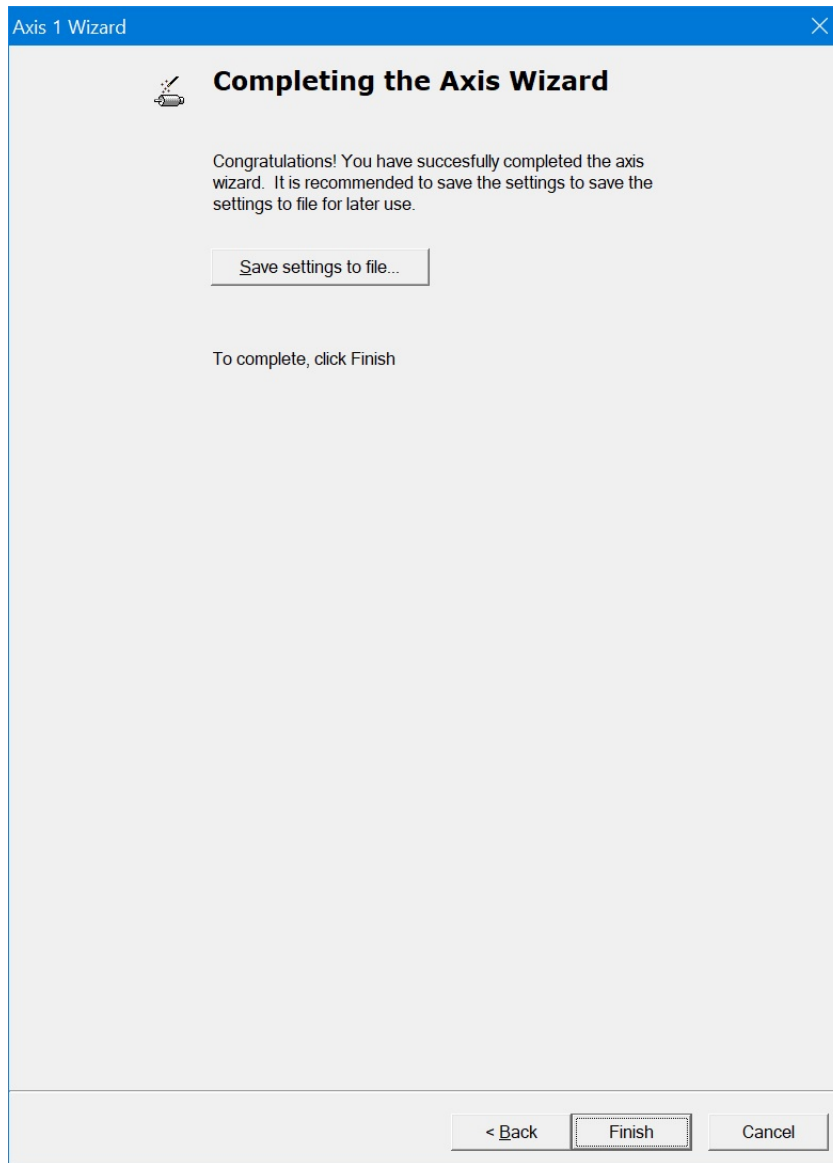 Axis 1 Wizard
Completing the Axis Wizard
Congratulations! You have succesfully completed the axis
wizard. It is recommended to save the settings to save the
settings to file for later use.
Save settings to file...
To complete, click Finish
< Back
Finish
Cancel